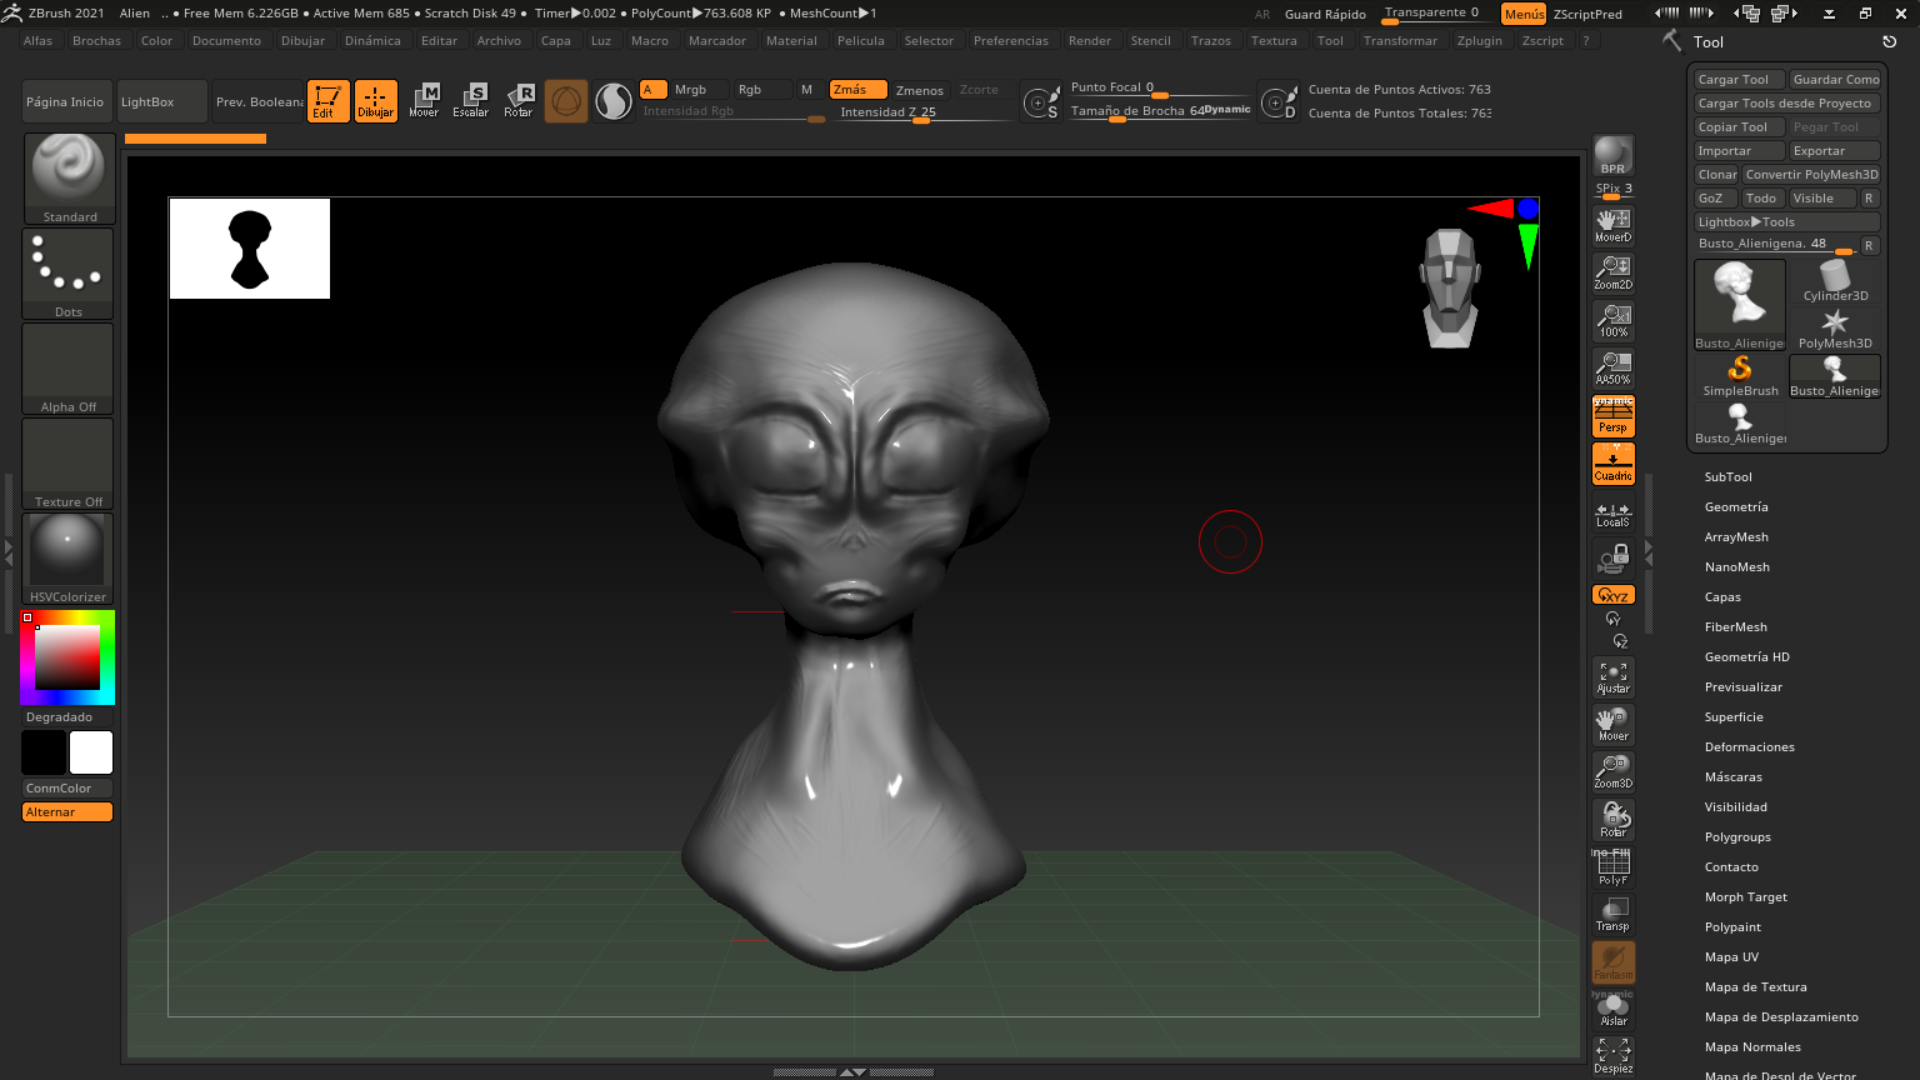 ZBrush 2021 Alien .. • Free Mem 6.226GB • Active Mem 685 • Scratch Disk 49 • Timer▶0.002 • PolyCount▶763.608 KP • MeshCount▶1 AR Guard Rápido Transparente 0 Menús ZScriptPred
Alfas Brochas Color Documento Dibujar Dinámica Editar Archivo Capa Luz Macro Marcador Material Pelicula Selector Preferencias Render Stencil Trazos Textura Tool Transformar Zplugin Zscript ?
Página Inicio LightBox Prev. Booleana Edit Dibujar Mover Escalar Rotar
M S R
A Mrgb Rgb M Zmás Zmenos Zcorte
Intensidad Rgb Intensidad Z 25
S
Punto Focal 0
Tamaño de Brocha 64 Dynamic
D
Cuenta de Puntos Activos: 763
Cuenta de Puntos Totales: 763
Standard
Dots
Alpha Off
Texture Off
HSVColorizer
Degradado
ConmColor
Alternar
BPR
SPix 3
MoverD
Zoom2D
100%
AA50%
Dynamic
Persp
Cuadric
LocalS
XYZ
Y
Z
Ajustar
Mover
Zoom3D
Rotar
Line Fill
PolyF
Transp
Fantasm
Dynamic
Aislar
Despiez
Tool
Cargar Tool Guardar Como
Cargar Tools desde Proyecto
Copiar Tool Pegar Tool
Importar Exportar
Clonar Convertir PolyMesh3D
GoZ Todo Visible R
Lightbox▶Tools
Busto_Alienigena. 48 R
Busto_Alienige Cylinder3D
PolyMesh3D
SimpleBrush Busto_Alienige
Busto_Alieniger
SubTool
Geometría
ArrayMesh
NanoMesh
Capas
FiberMesh
Geometría HD
Previsualizar
Superficie
Deformaciones
Máscaras
Visibilidad
Polygroups
Contacto
Morph Target
Polypaint
Mapa UV
Mapa de Textura
Mapa de Desplazamiento
Mapa Normales
Mapa de Despl de Vector